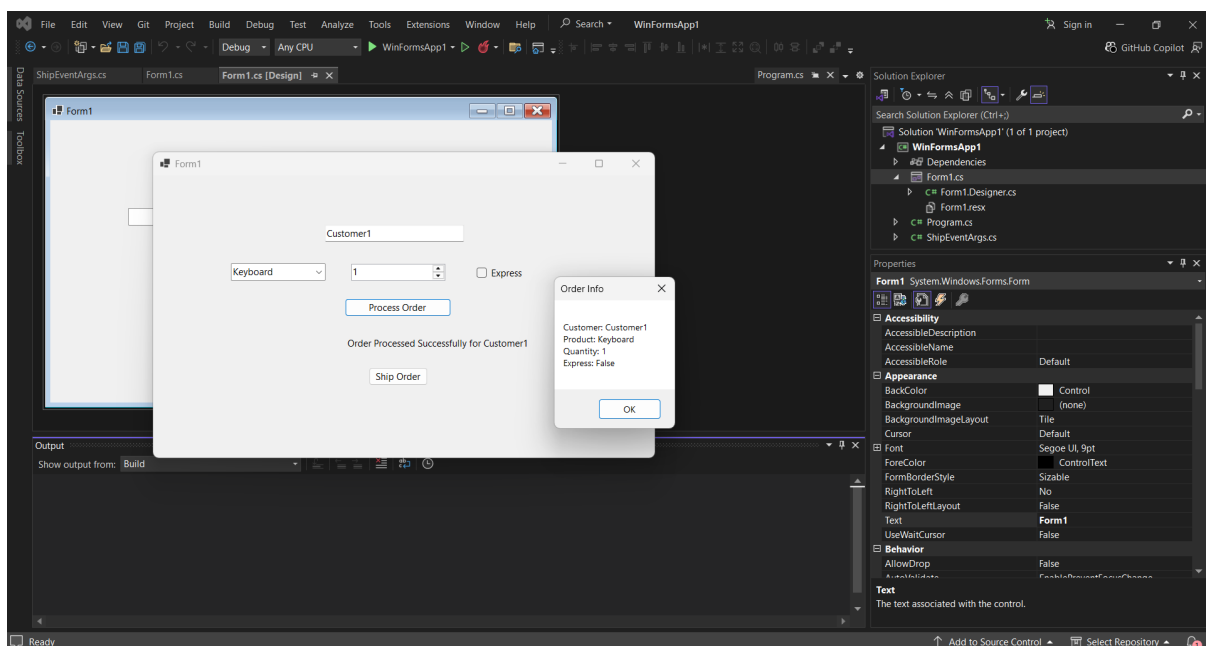 File Edit View Git Project Build Debug Test Analyze Tools Extensions Window Help Search WinFormsApp1 Sign in
Debug Any CPU WinFormsApp1 GitHub Copilot
Data Sources
Toolbox
ShipEventArgs.cs Form1.cs Form1.cs [Design] Program.cs
Form1
Form1
Customer1
Keyboard 1 Express
Process Order
Order Processed Successfully for Customer1
Ship Order
Order Info
Customer: Customer1
Product: Keyboard
Quantity: 1
Express: False
OK
Output
Show output from: Build
Solution Explorer
Search Solution Explorer (Ctrl+;)
Solution 'WinFormsApp1' (1 of 1 project)
WinFormsApp1
Dependencies
Form1.cs
C# Form1.Designer.cs
Form1.resx
C# Program.cs
C# ShipEventArgs.cs
Properties
Form1 System.Windows.Forms.Form
Accessibility
AccessibleDescription
AccessibleName
AccessibleRole Default
Appearance
BackColor Control
BackgroundImage (none)
BackgroundImageLayout Tile
Cursor Default
Font Segoe UI, 9pt
ForeColor ControlText
FormBorderStyle Sizable
RightToLeft No
RightToLeftLayout False
Text Form1
UseWaitCursor False
Behavior
AllowDrop False
Text
The text associated with the control.
Ready Add to Source Control Select Repository